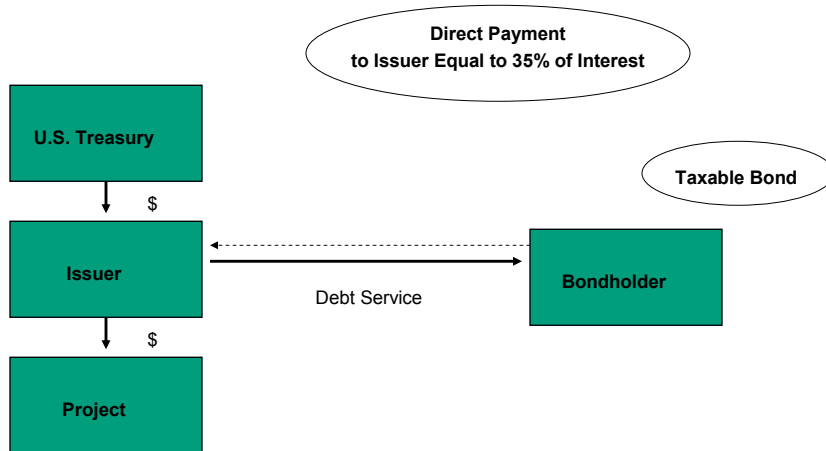 Direct Payment
to Issuer Equal to 35% of Interest
U.S. Treasury
Taxable Bond
$
Issuer
Bondholder
Debt Service
$
Project